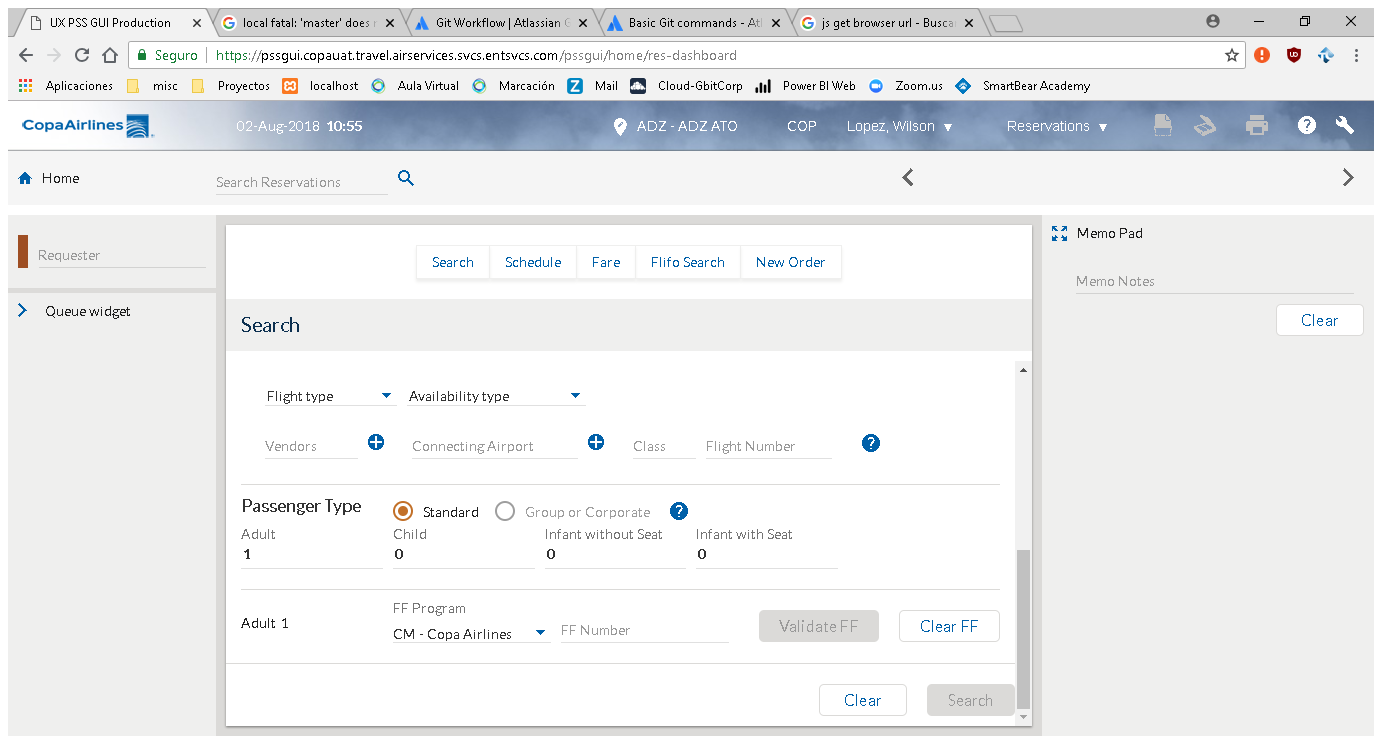 UX PSS GUI Production
local fatal: 'master' does r
Git Workflow | Atlassian G
Basic Git commands - Atl
js get browser url - Busca
Seguro
https://pssgui.copauat.travel.airservices.svcs.entsvcs.com/pssgui/home/res-dashboard
Aplicaciones misc Proyectos localhost Aula Virtual Marcación Mail Cloud-GbitCorp Power BI Web Zoom.us SmartBear Academy
CopaAirlines 02-Aug-2018 10:55 ADZ - ADZ ATO COP Lopez, Wilson Reservations
Home Search Reservations
Requester
Queue widget
Search Schedule Fare Flifo Search New Order
Search
Flight type Availability type
Vendors Connecting Airport Class Flight Number
Passenger Type Standard Group or Corporate
Adult Child Infant without Seat Infant with Seat
1 0 0 0
FF Program
Adult 1 CM - Copa Airlines FF Number Validate FF Clear FF
Clear Search
Memo Pad
Memo Notes
Clear